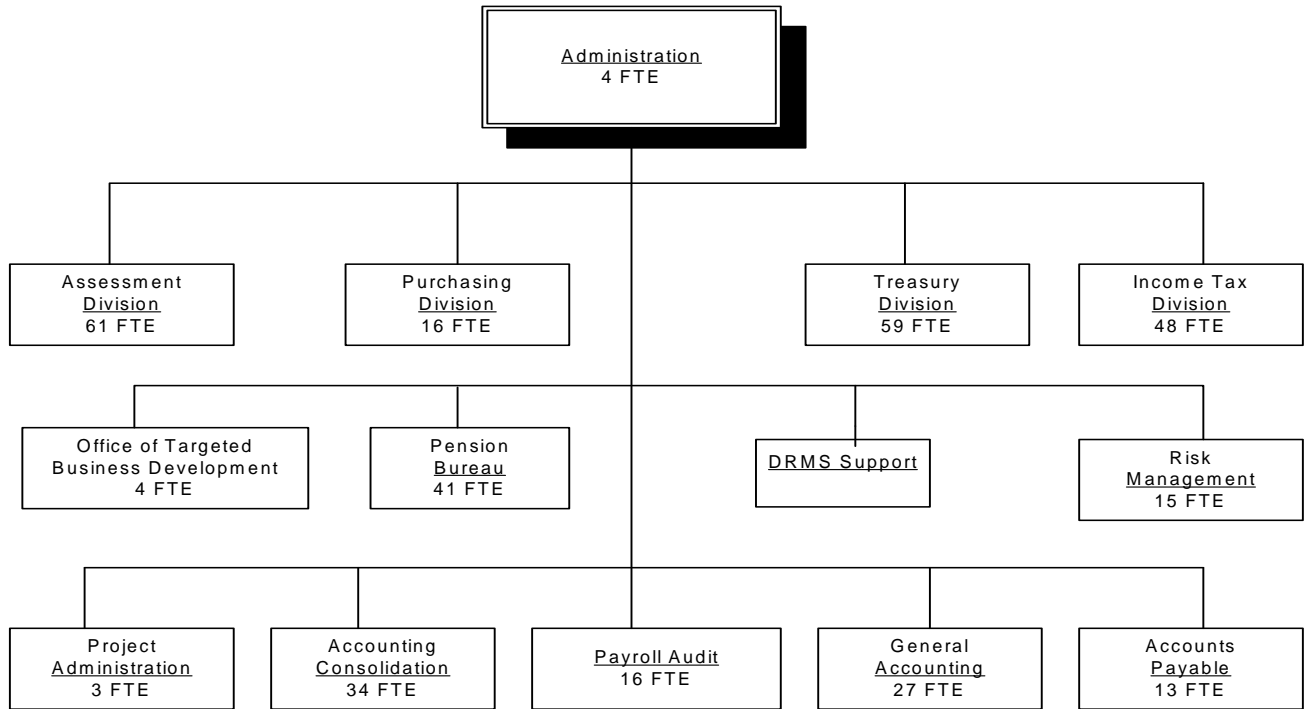 Administration
4 FTE
Assessment
Division
61 FTE
Purchasing
Division
16 FTE
Treasury
Division
59 FTE
Income Tax
Division
48 FTE
Office of Targeted
Business Development
4 FTE
Pension
Bureau
41 FTE
DRMS Support
Risk
Management
15 FTE
Project
Administration
3 FTE
Accounting
Consolidation
34 FTE
Payroll Audit
16 FTE
General
Accounting
27 FTE
Accounts
Payable
13 FTE